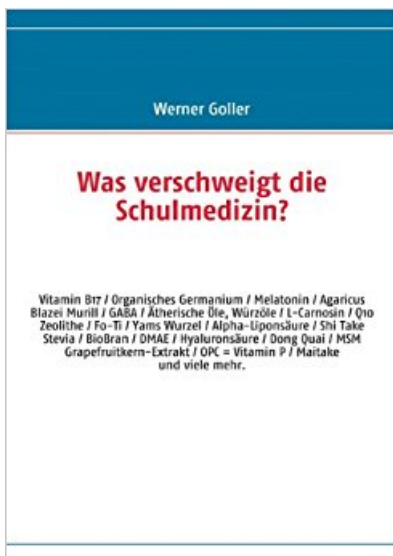 Werner Goller
Was verschweigt die
Schulmedizin?
Vitamin B17 / Organisches Germanium / Melatonin / Agaricus
Blazei Murill / GABA / Ätherische Öle, Würzöle / L-Carnosin / Q10
Zeolithe / Fo-Ti / Yams Wurzel / Alpha-Liponsäure / Shi Take
Stevia / BioBran / DMAE / Hyaluronsäure / Dong Quai / MSM
Grapefruitkern-Extrakt / OPC = Vitamin P / Maitake
und viele mehr.